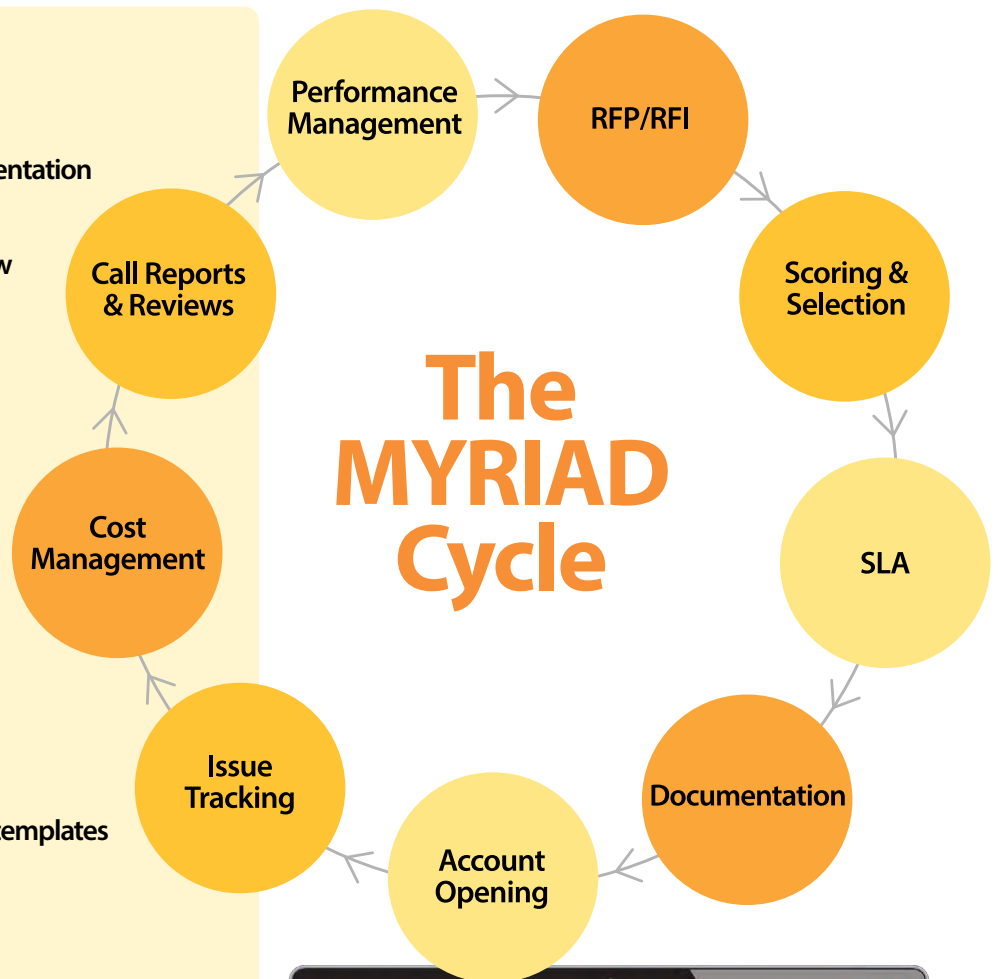 Performance
Management
RFP/RFI
Scoring &
Selection
SLA
Documentation
Account
Opening
Issue
Tracking
Cost
Management
Call Reports
& Reviews
The
MYRIAD
Cycle
entation
w
templates